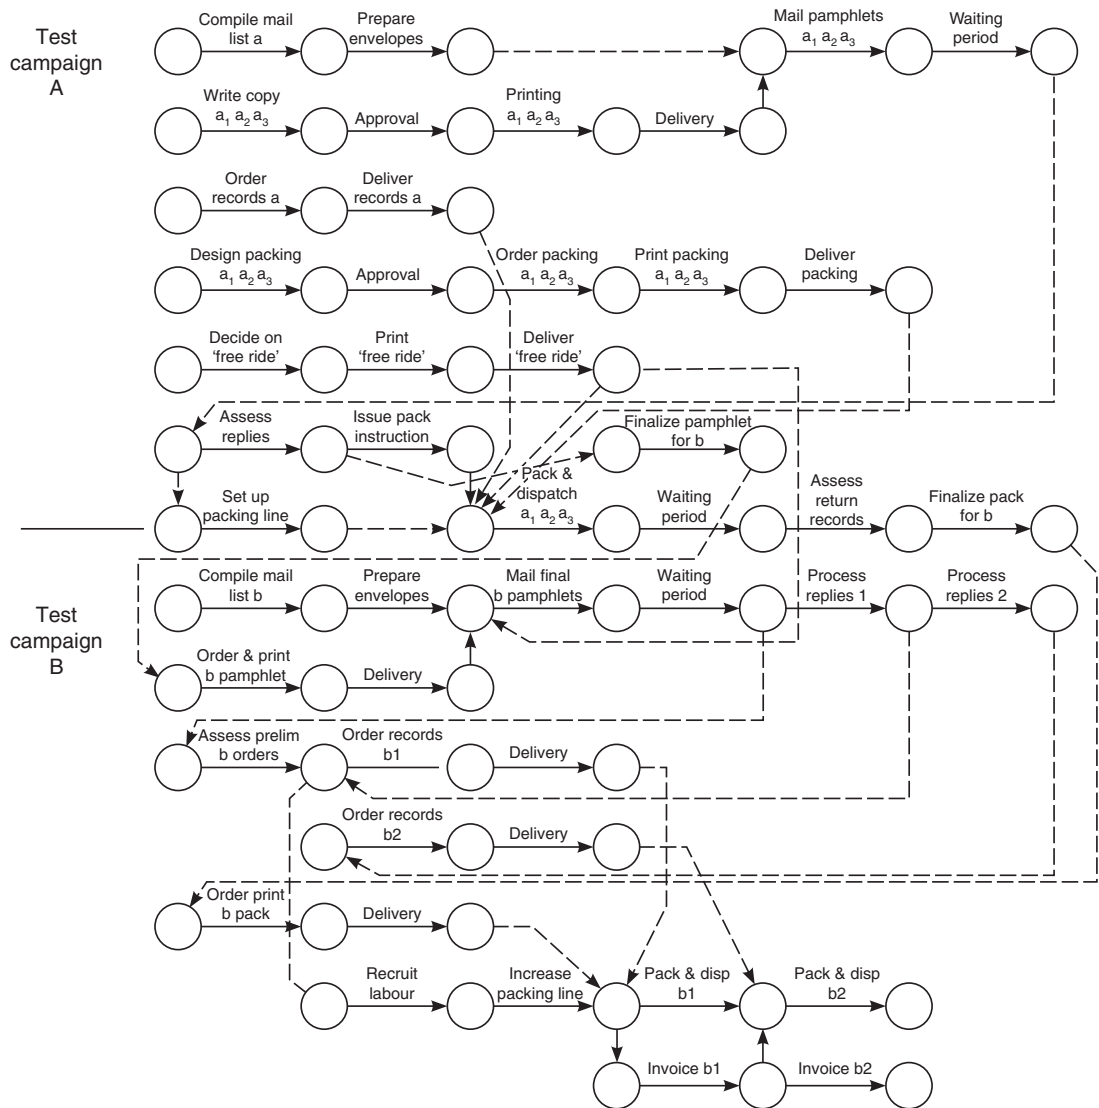 Test
campaign
A
Compile mail
list a
Prepare
envelopes
Mail pamphlets
a₁ a₂ a₃
Waiting
period
Write copy
a₁ a₂ a₃
Approval
Printing
a₁ a₂ a₃
Delivery
Order
records a
Deliver
records a
Design packing
a₁ a₂ a₃
Approval
Order packing
a₁ a₂ a₃
Print packing
a₁ a₂ a₃
Deliver
packing
Decide on
‘free ride’
Print
‘free ride’
Deliver
‘free ride’
Assess
replies
Issue pack
instruction
Finalize pamphlet
for b
Set up
packing line
Pack &
dispatch
a₁ a₂ a₃
Waiting
period
Assess
return
records
Finalize pack
for b
Test
campaign
B
Compile mail
list b
Prepare
envelopes
Mail final
b pamphlets
Waiting
period
Process
replies 1
Process
replies 2
Order & print
b pamphlet
Delivery
Assess prelim
b orders
Order records
b1
Delivery
Order records
b2
Delivery
Order print
b pack
Delivery
Recruit
labour
Increase
packing line
Pack & disp
b1
Pack & disp
b2
Invoice b1
Invoice b2